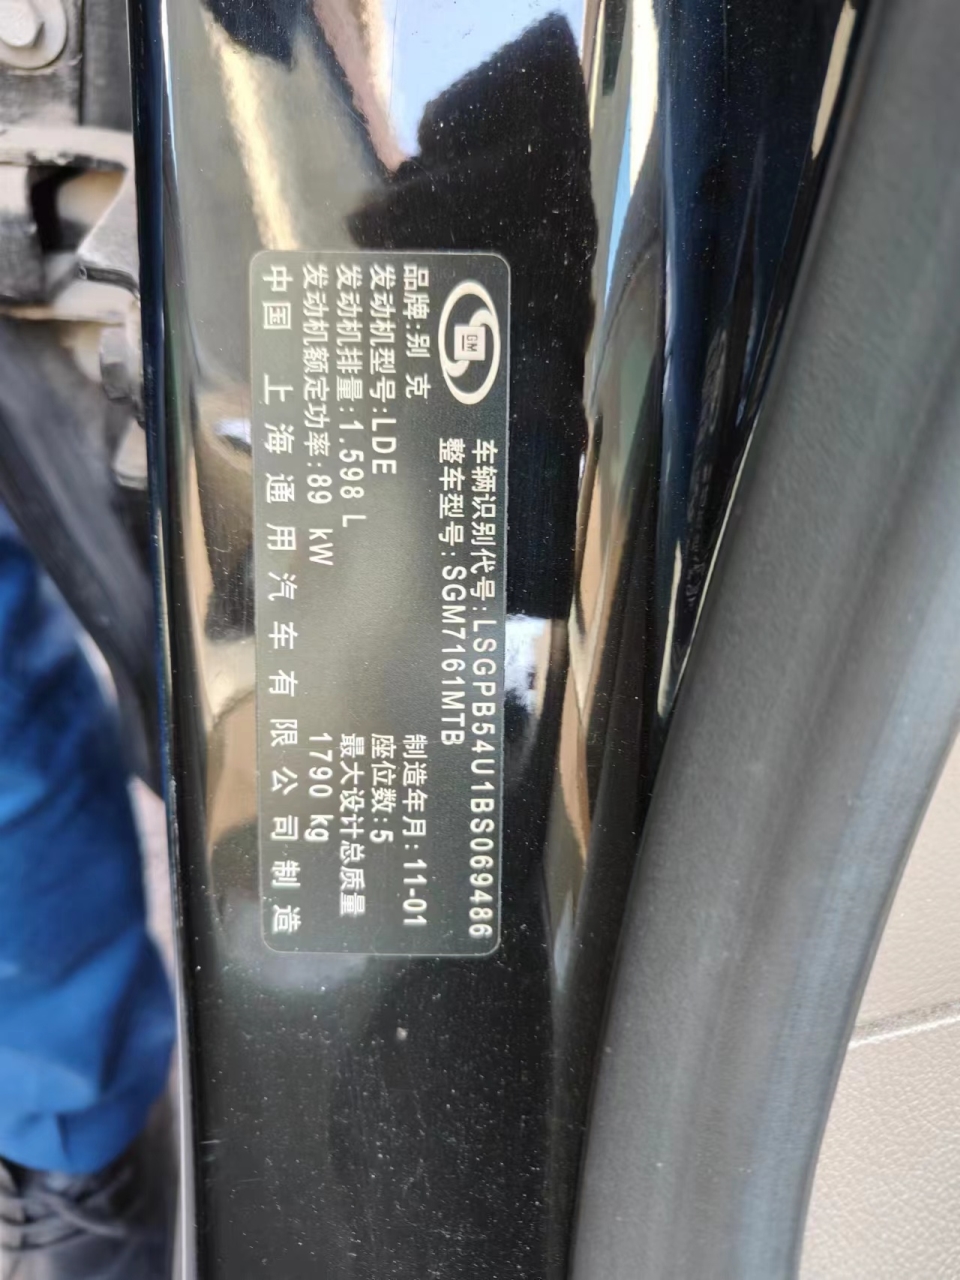 GM
车辆识别代号:LSGPB54U1BS069486
整车型号:SGM7161MTB
品牌:别 克
制造年月:11-01
发动机型号:LDE
座位数:5
发动机排量:1.598 L
最大设计总质量
发动机额定功率:89 kW
1790 kg
中国 上海通用汽车有限公司制造